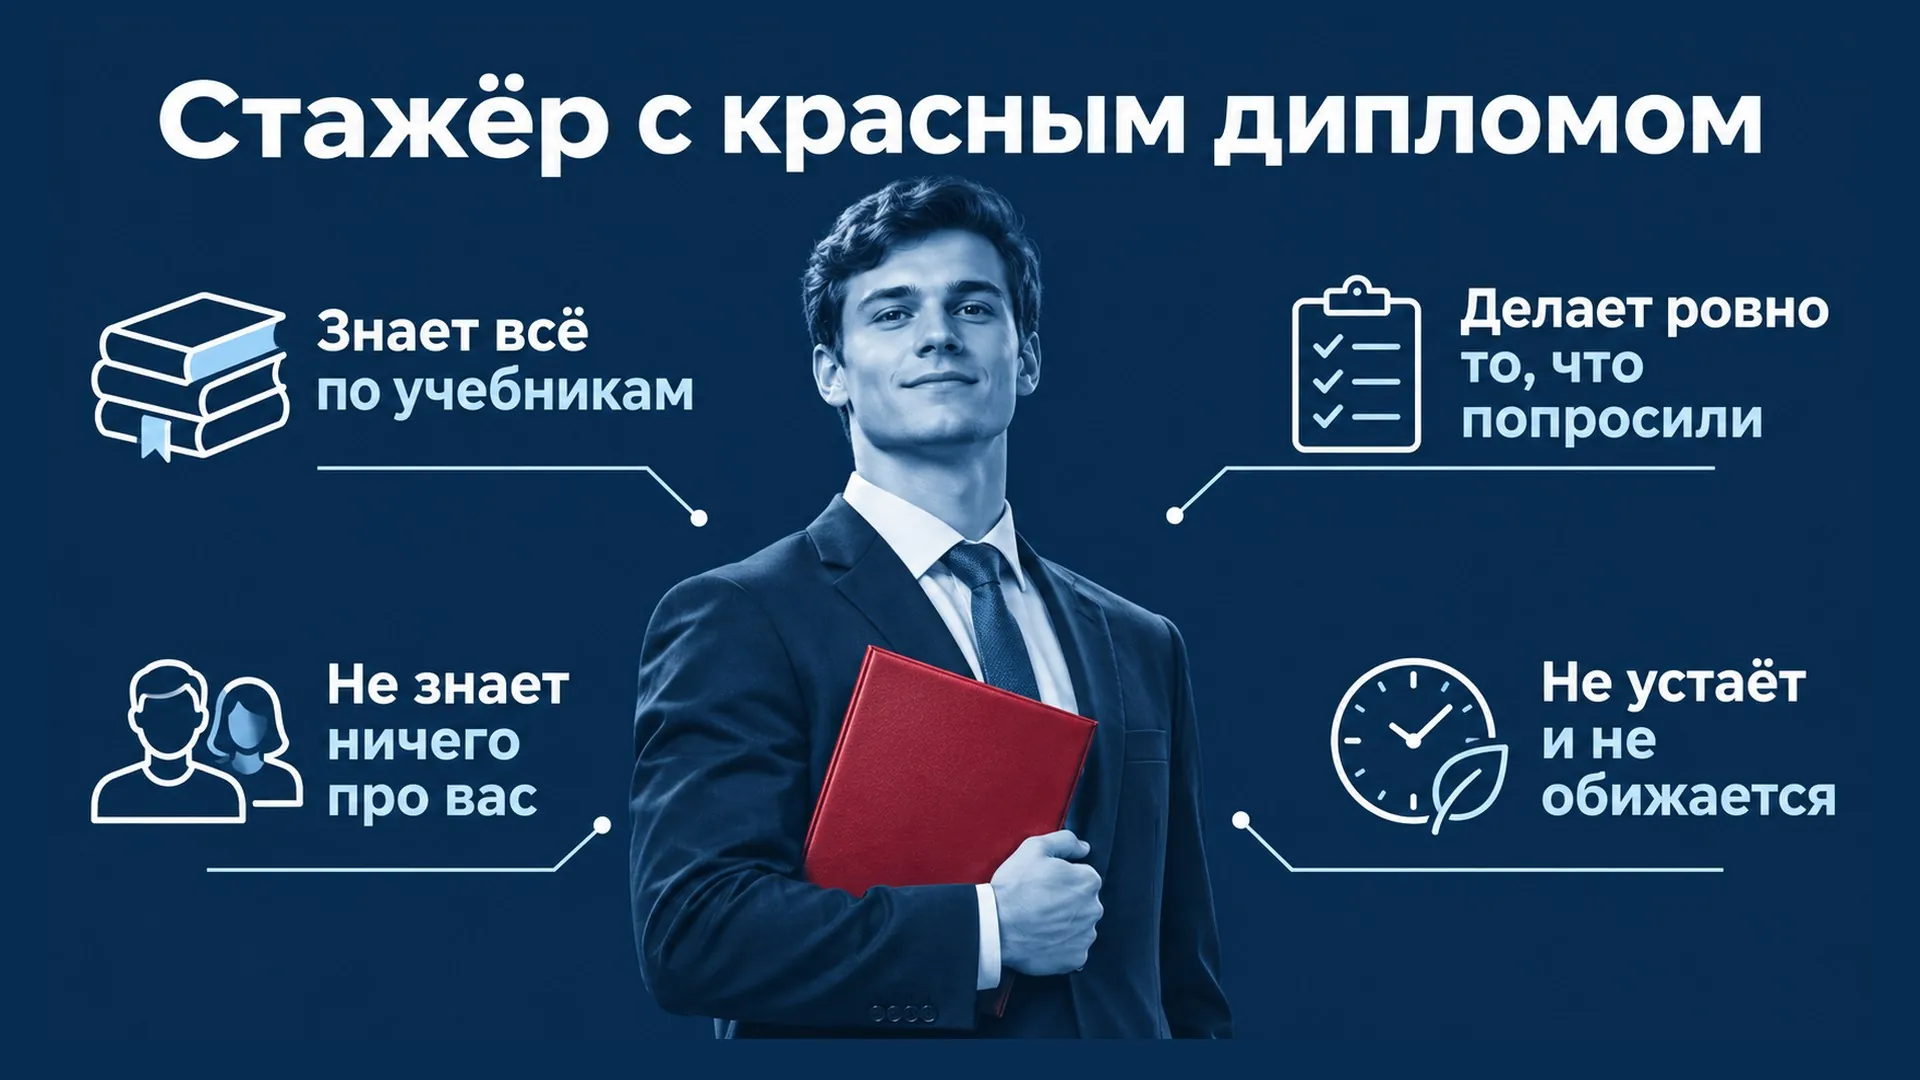 Стажёр с красным дипломом
Знает всё
по учебникам
Делает ровно
то, что
попросили
Не знает
ничего
про вас
Не устаёт
и не
обижается